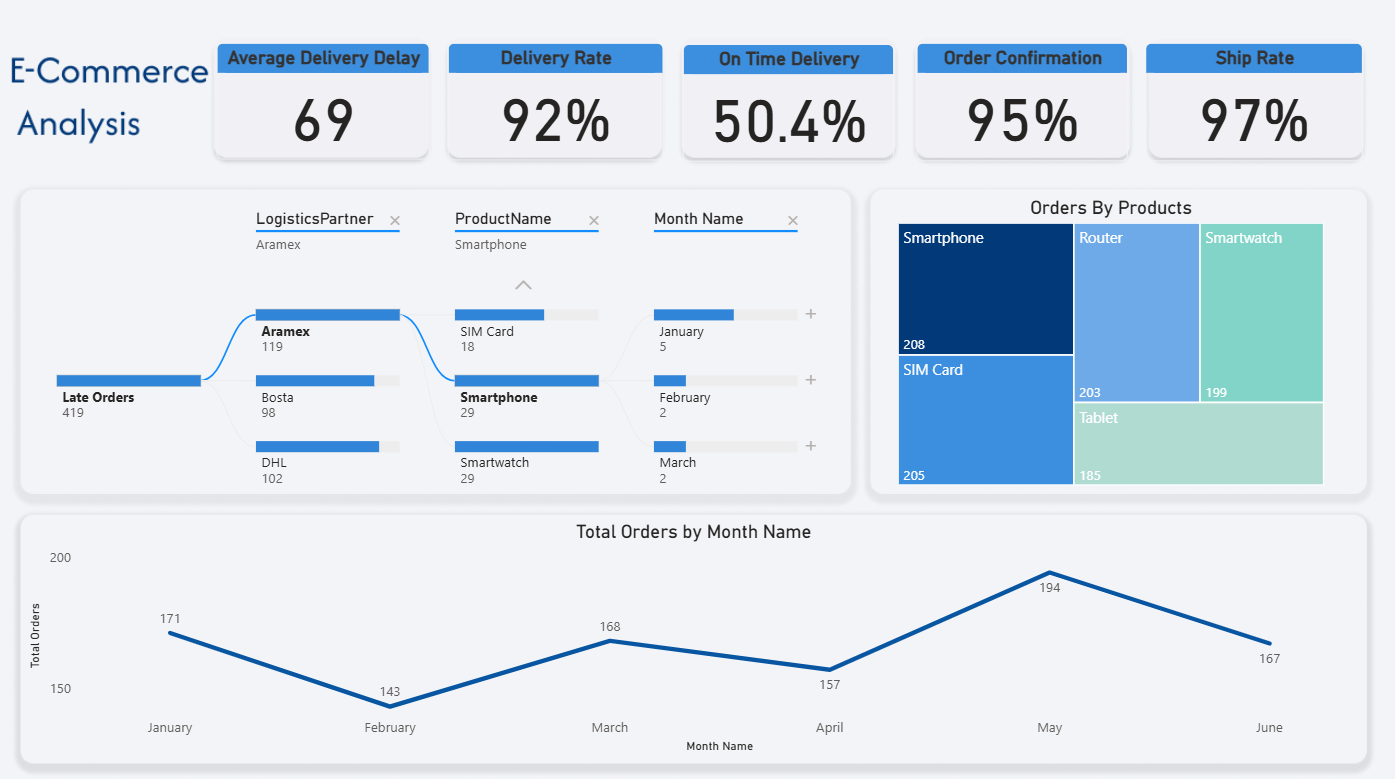 E-Commerce
Analysis
Average Delivery Delay
69
Delivery Rate
92%
On Time Delivery
50.4%
Order Confirmation
95%
Ship Rate
97%
LogisticsPartner
Aramex
ProductName
Smartphone
Month Name
Late Orders
419
Aramex
119
Bosta
98
DHL
102
SIM Card
18
Smartphone
29
Smartwatch
29
January
5
February
2
March
2
Orders By Products
Smartphone
208
SIM Card
205
Router
203
Smartwatch
199
Tablet
185
Total Orders by Month Name
Total Orders
200
150
171
143
168
157
194
167
January
February
March
April
May
June
Month Name